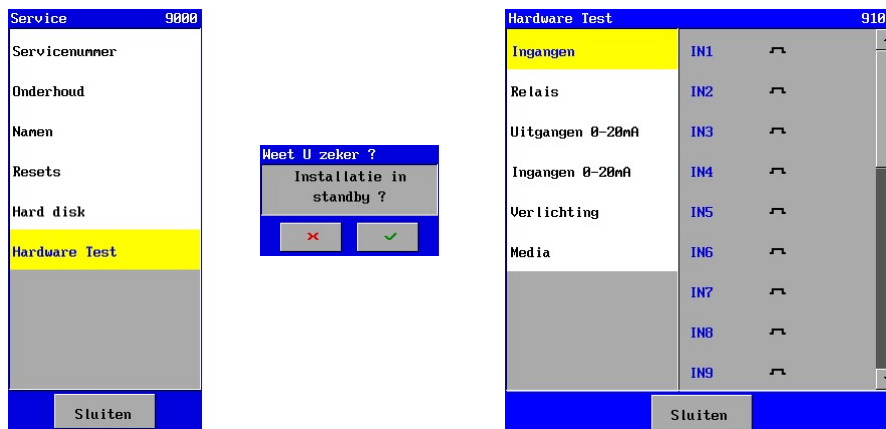 Service 9000
Servicenummer
Onderhoud
Namen
Resets
Hard disk
Hardware Test
Sluiten
Weet U zeker ?
Installatie in
standby ?
Hardware Test 910
Ingangen
Relais
Uitgangen 0-20mA
Ingangen 0-20mA
Verlichting
Media
IN1
IN2
IN3
IN4
IN5
IN6
IN7
IN8
IN9
Sluiten